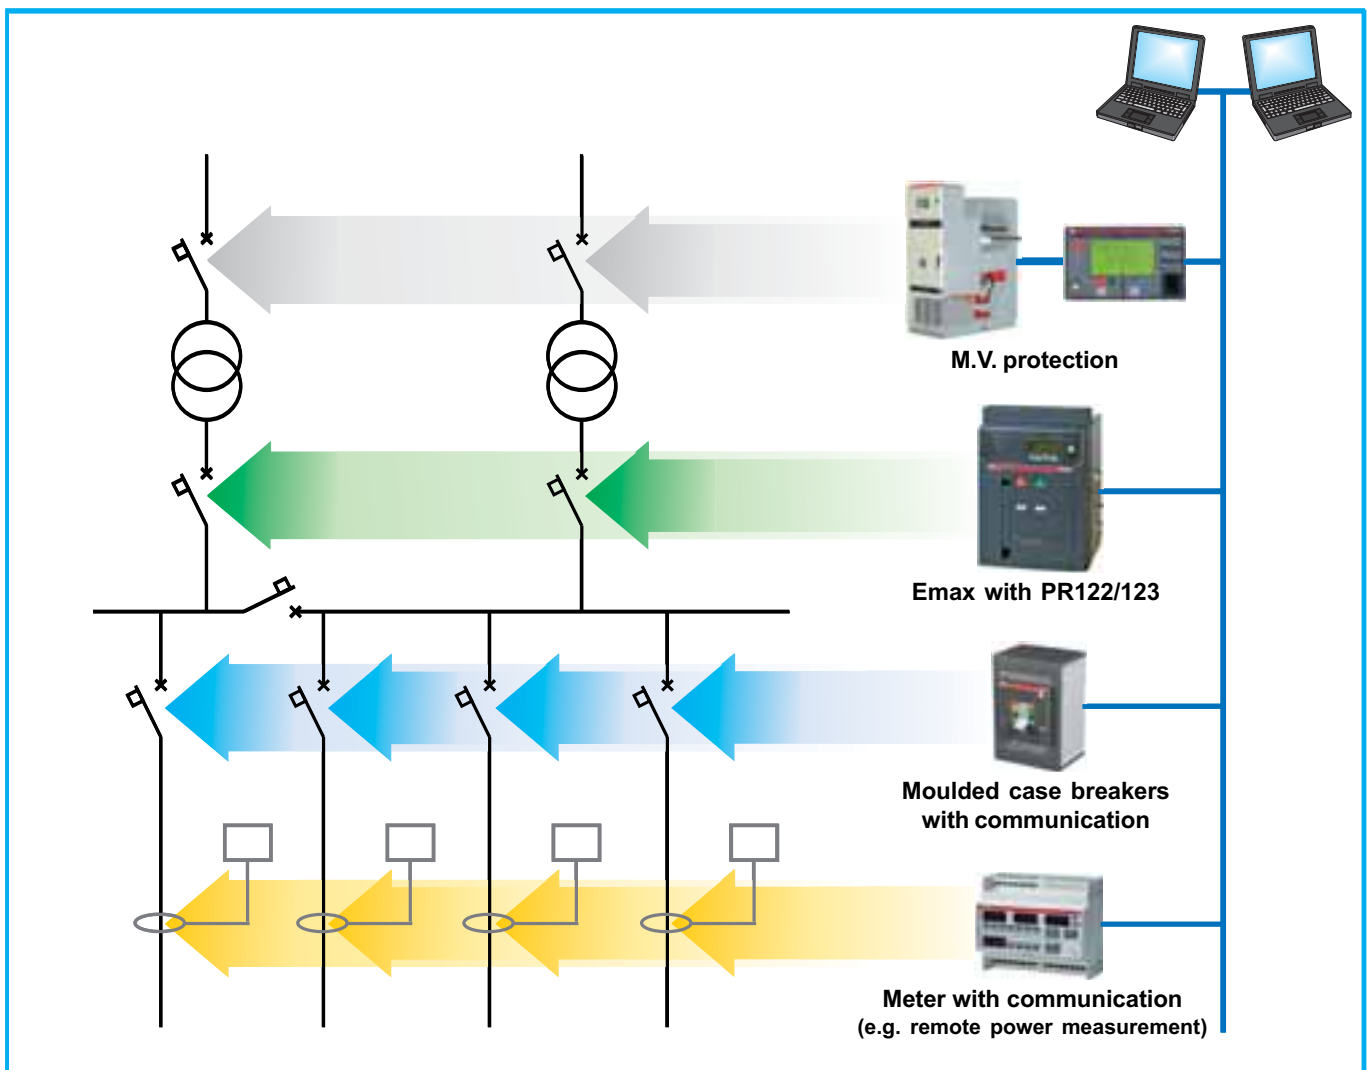 M.V. protection
Emax with PR122/123
Moulded case breakers
with communication
Meter with communication
(e.g. remote power measurement)